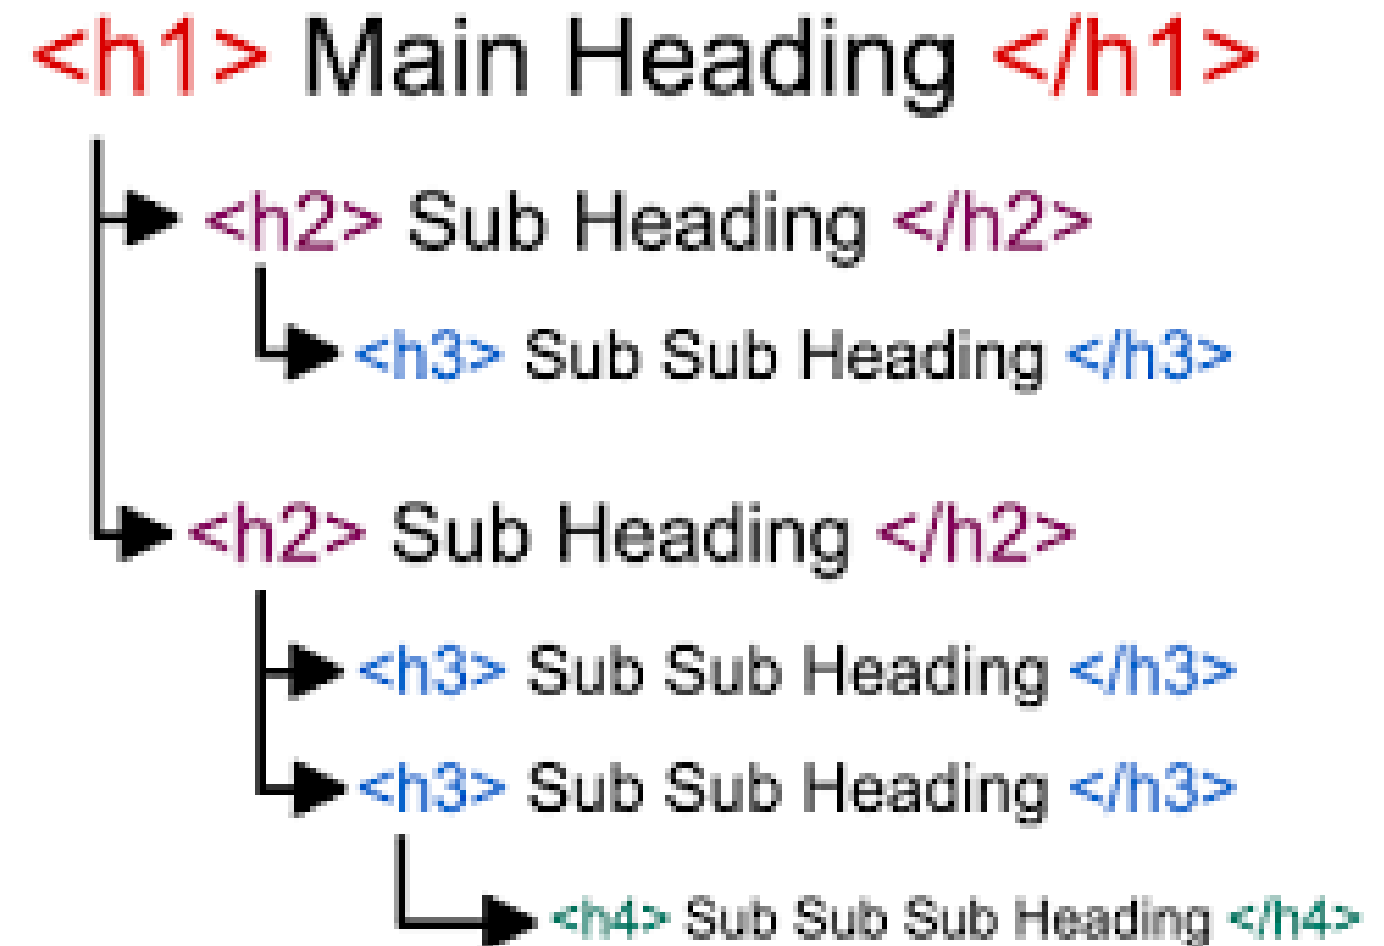 <h1> Main Heading </h1>
<h2> Sub Heading </h2>
<h3> Sub Sub Heading </h3>
<h2> Sub Heading </h2>
<h3> Sub Sub Heading </h3>
<h3> Sub Sub Heading </h3>
<h4> Sub Sub Sub Heading </h4>